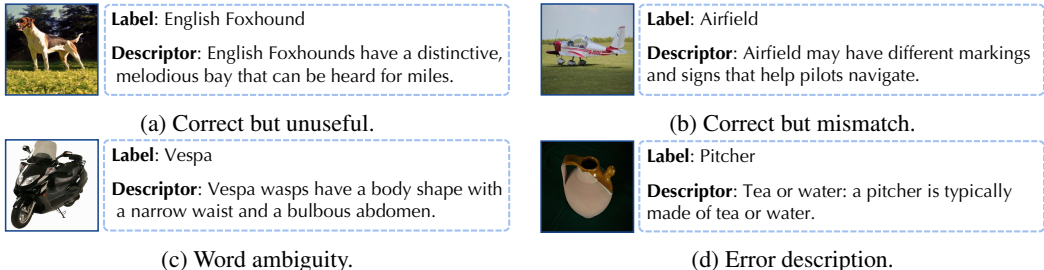 Label: English Foxhound
Descriptor: English Foxhounds have a distinctive,
melodious bay that can be heard for miles.
(a) Correct but unuseful.
Label: Airfield
Descriptor: Airfield may have different markings
and signs that help pilots navigate.
(b) Correct but mismatch.
Label: Vespa
Descriptor: Vespa wasps have a body shape with
a narrow waist and a bulbous abdomen.
(c) Word ambiguity.
Label: Pitcher
Descriptor: Tea or water: a pitcher is typically
made of tea or water.
(d) Error description.